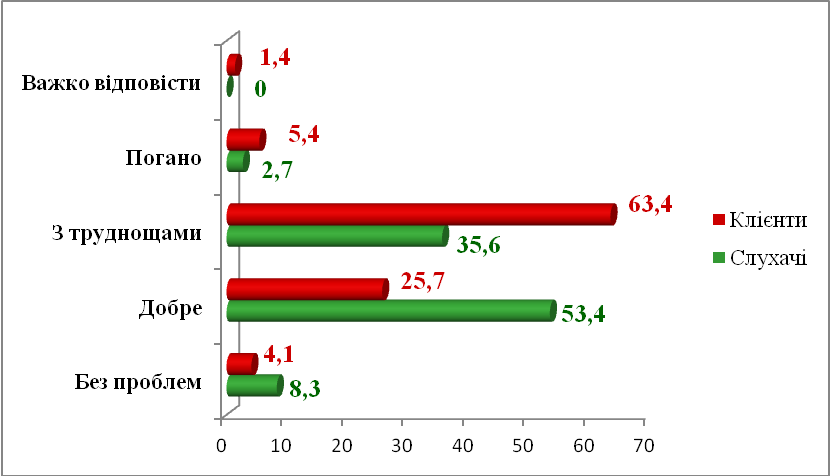 Важко відповісти
1,4
0
Погано
5,4
2,7
З труднощами
63,4
35,6
Добре
25,7
53,4
Без проблем
4,1
8,3
0 10 20 30 40 50 60 70
Клієнти
Слухачі